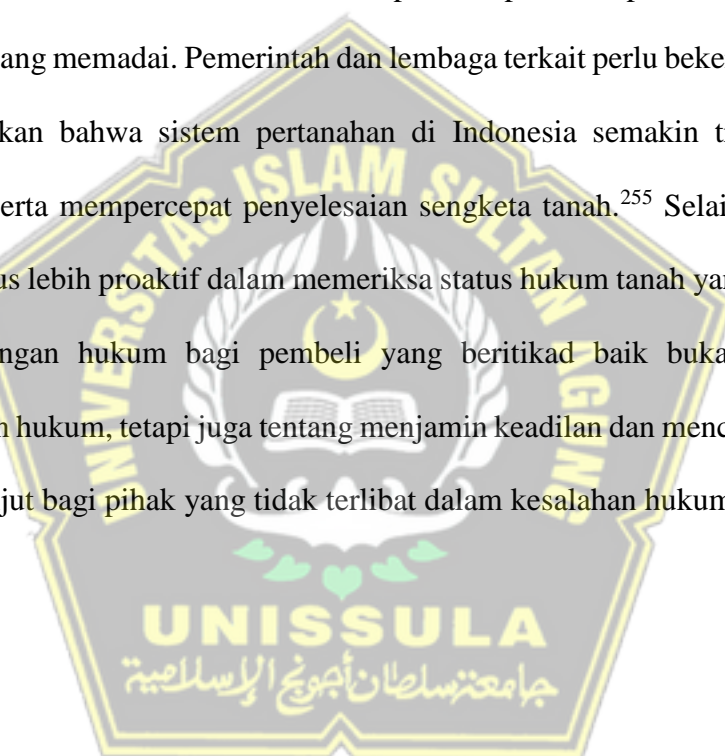 ang memadai. Pemerintah dan lembaga terkait perlu beke
kan bahwa sistem pertanahan di Indonesia semakin
erta mempercepat penyelesaian sengketa tanah.255 Selai
us lebih proaktif dalam memeriksa status hukum tanah
ngan hukum bagi pembeli yang beritikad baik buka
hukum, tetapi juga tentang menjamin keadilan dan menc
jut bagi pihak yang tidak terlibat dalam kesalahan hukum
UNIVERSITAS ISLAM SULTAN AGUNG
UNISSULA
جامعة سلطان أجونج الإسلامية